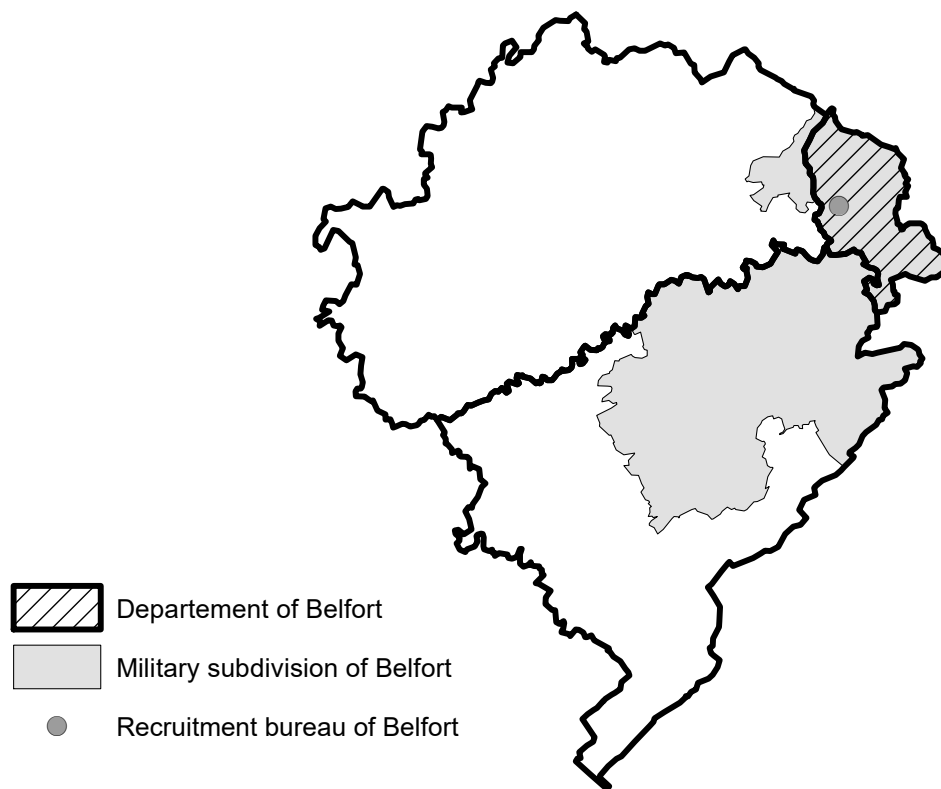 Departement of Belfort
Military subdivision of Belfort
Recruitment bureau of Belfort